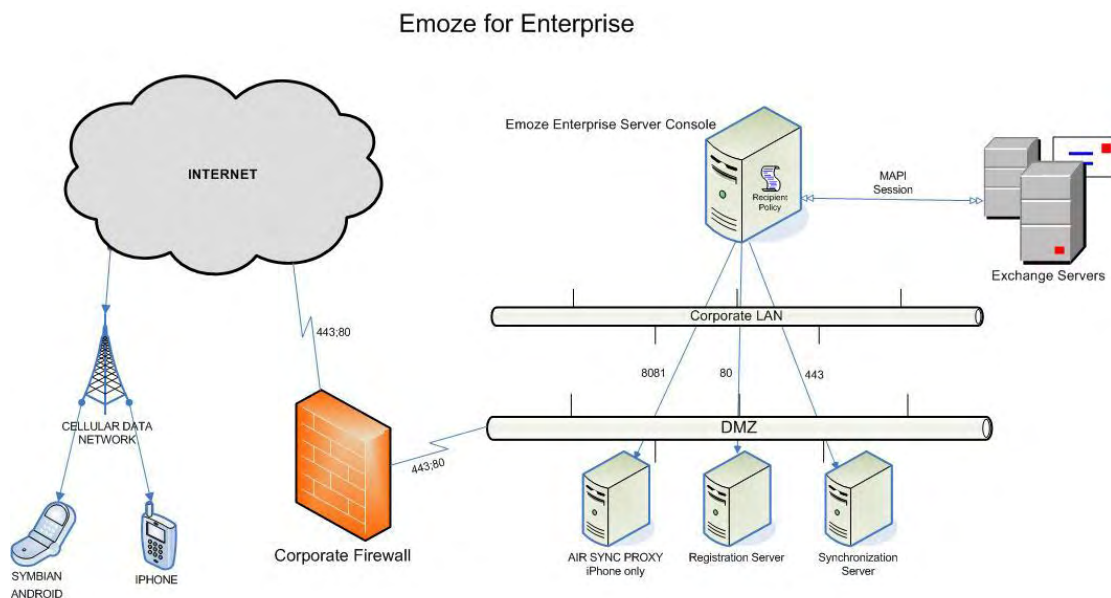 Emoze for Enterprise
INTERNET
Emoze Enterprise Server Console
Recipient
Policy
MAPI
Session
Exchange Servers
Corporate LAN
443;80
8081
80
443
CELLULAR DATA
NETWORK
DMZ
443;80
Corporate Firewall
SYMBIAN
ANDROID
IPHONE
AIR SYNC PROXY
iPhone only
Registration Server
Synchronization
Server